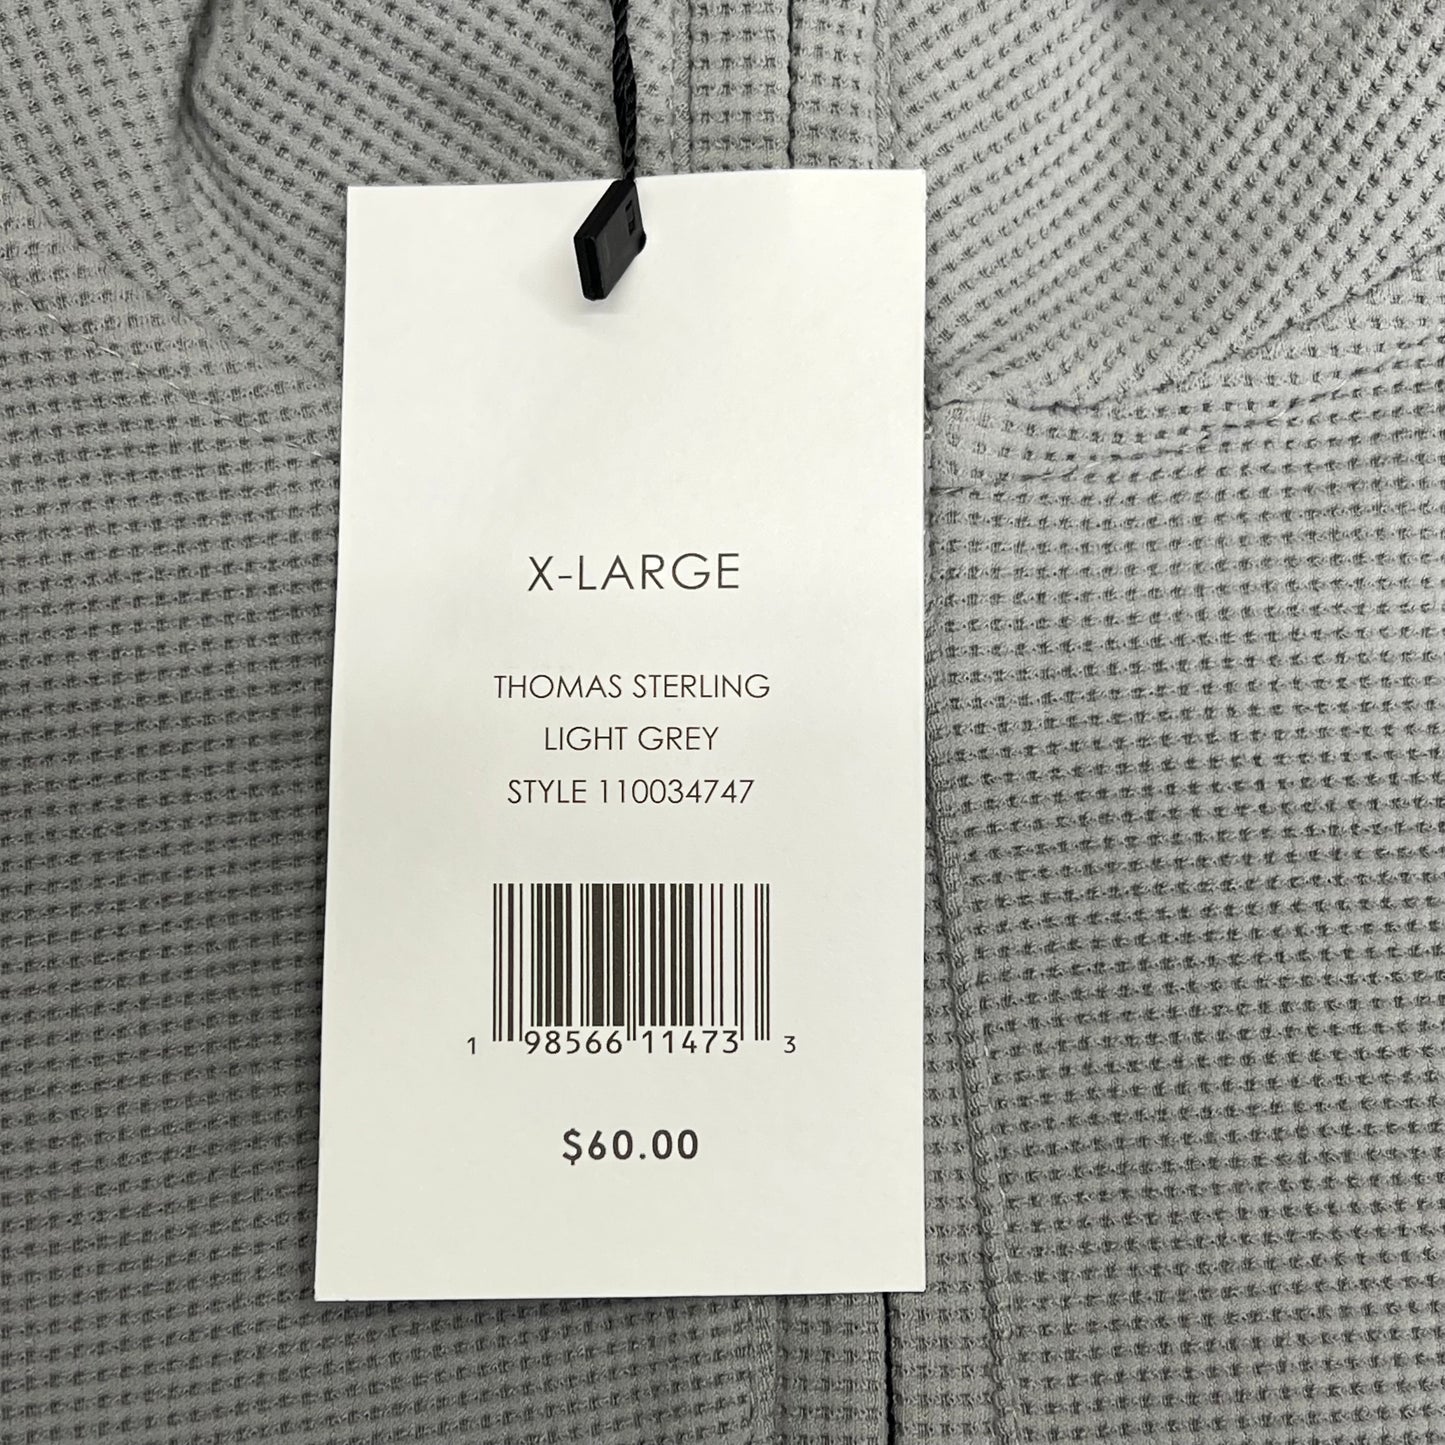 X-LARGE
THOMAS STERLING
LIGHT GREY
STYLE 110034747
1 98566 11473 3
$60.00